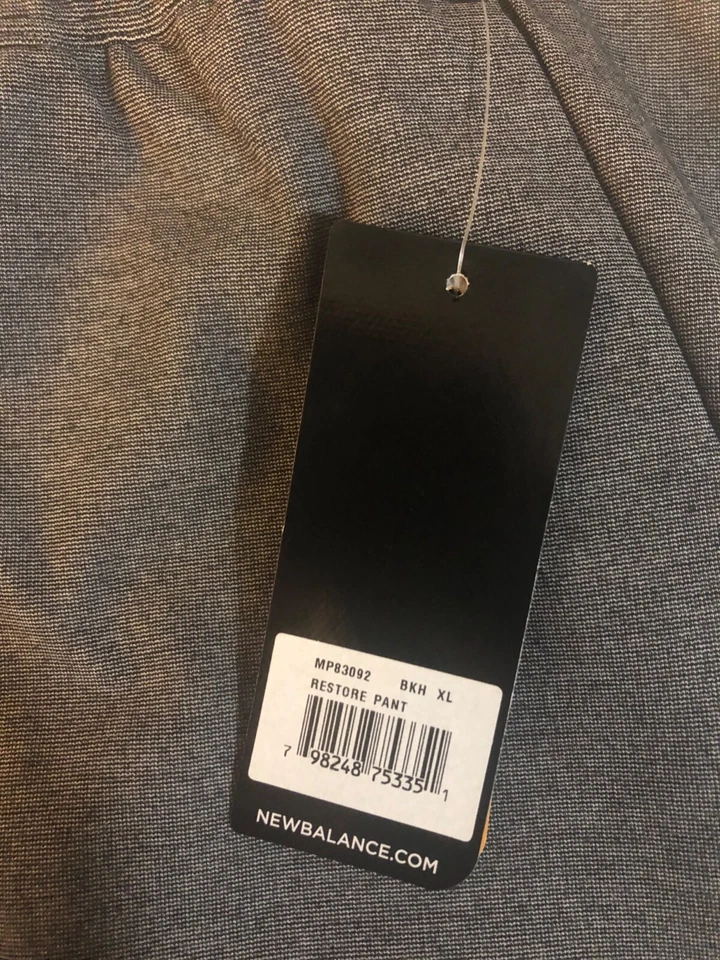 MP83092 BKH XL
RESTORE PANT
7 98248 75335 1
NEWBALANCE.COM